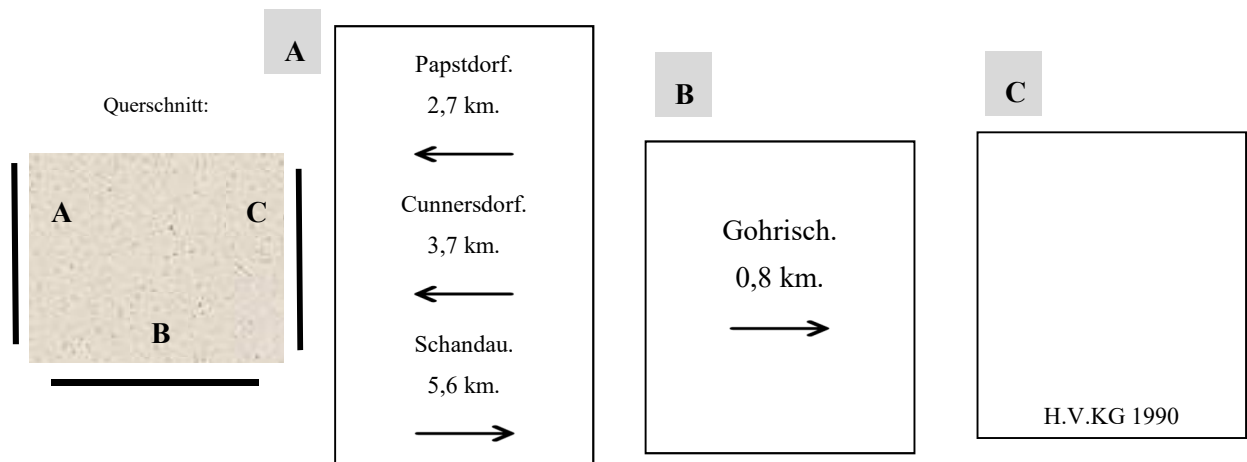 Querschnitt:
A
C
B
A
Papstdorf.
2,7 km.
Cunnersdorf.
3,7 km.
Schandau.
5,6 km.
B
Gohrisch.
0,8 km.
C
H.V.KG 1990